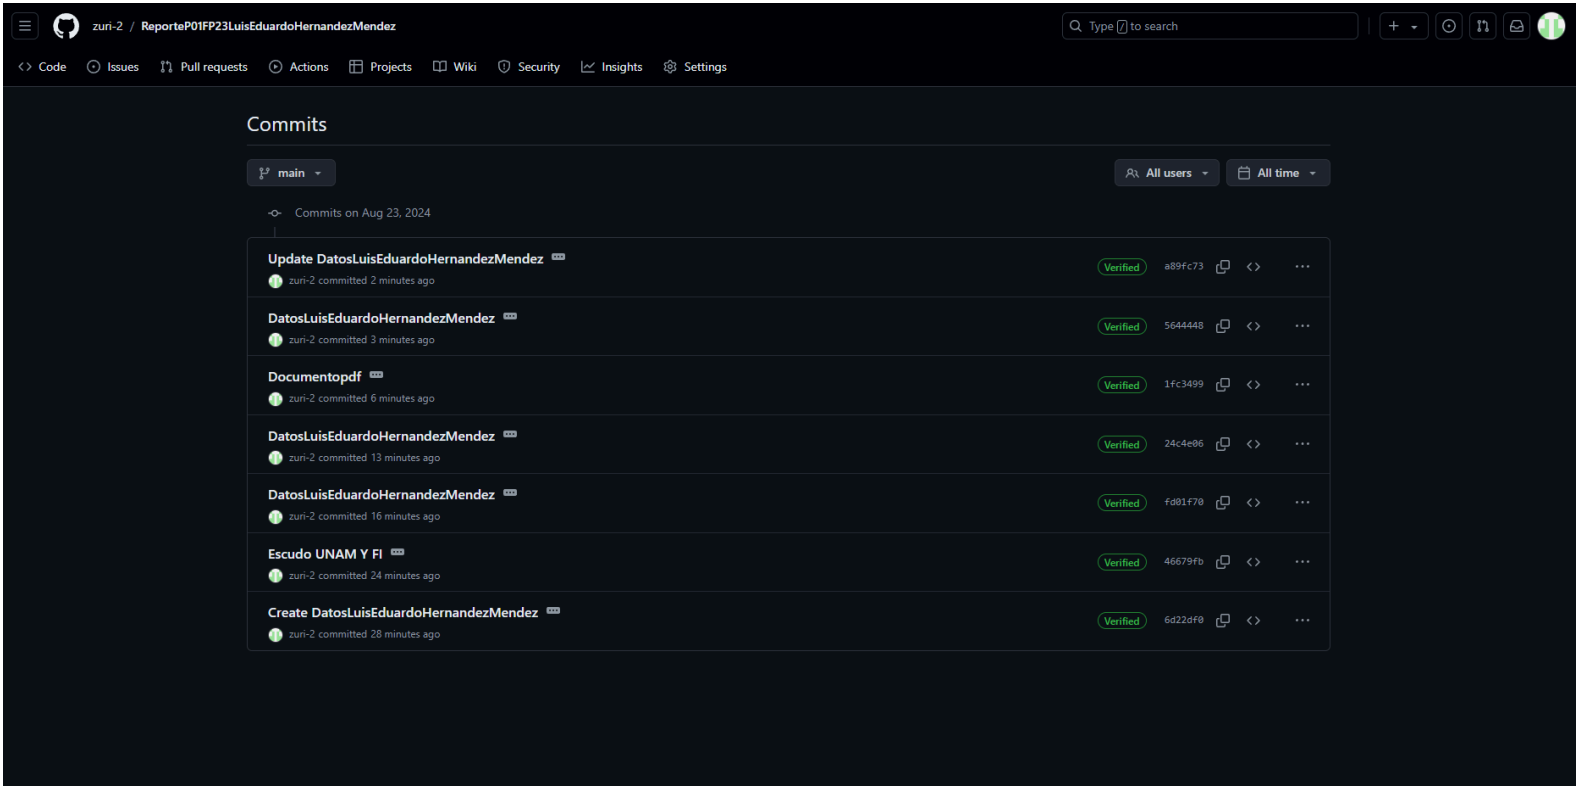 zuri-2 / ReporteP01FP23LuisEduardoHernandezMendez
Type / to search
Code Issues Pull requests Actions Projects Wiki Security Insights Settings
Commits
main All users All time
Commits on Aug 23, 2024
Update DatosLuisEduardoHernandezMendez
zuri-2 committed 2 minutes ago
Verified a89fc73
DatosLuisEduardoHernandezMendez
zuri-2 committed 3 minutes ago
Verified 5644448
Documentopdf
zuri-2 committed 6 minutes ago
Verified 1fc3499
DatosLuisEduardoHernandezMendez
zuri-2 committed 13 minutes ago
Verified 24c4e06
DatosLuisEduardoHernandezMendez
zuri-2 committed 16 minutes ago
Verified fd01f70
Escudo UNAM Y FI
zuri-2 committed 24 minutes ago
Verified 46679fb
Create DatosLuisEduardoHernandezMendez
zuri-2 committed 28 minutes ago
Verified 6d22df0